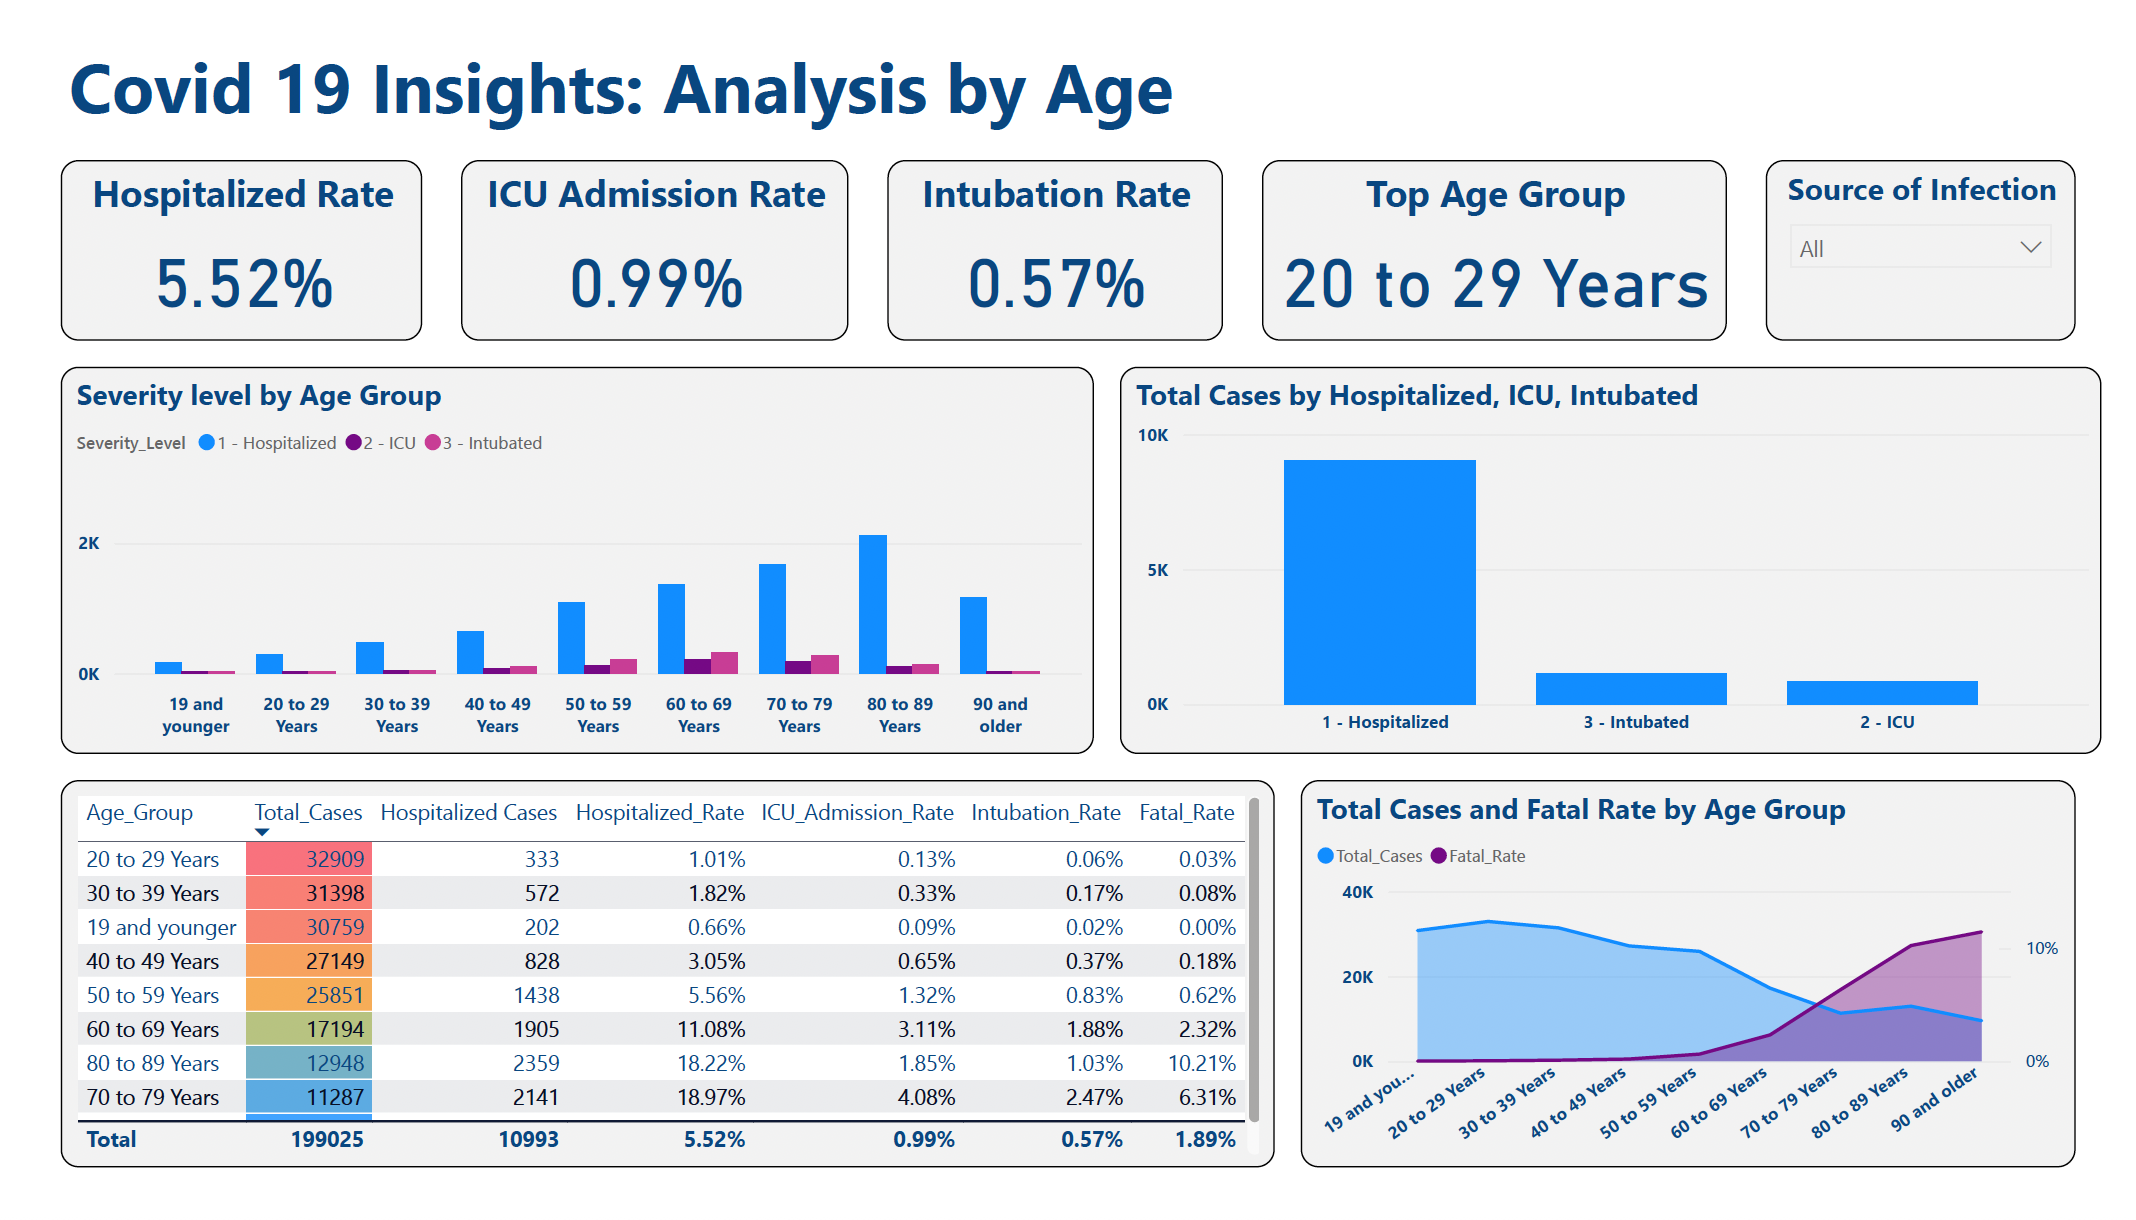 Covid 19 Insights: Analysis by Age
Hospitalized Rate
5.52%
ICU Admission Rate
0.99%
Intubation Rate
0.57%
Top Age Group
20 to 29 Years
Source of Infection
All
Severity level by Age Group
Severity_Level 1 - Hospitalized 2 - ICU 3 - Intubated
2K
0K
19 and younger
20 to 29 Years
30 to 39 Years
40 to 49 Years
50 to 59 Years
60 to 69 Years
70 to 79 Years
80 to 89 Years
90 and older
Total Cases by Hospitalized, ICU, Intubated
10K
5K
0K
1 - Hospitalized
3 - Intubated
2 - ICU
Age_Group Total_Cases Hospitalized Cases Hospitalized_Rate ICU_Admission_Rate Intubation_Rate Fatal_Rate
20 to 29 Years 32909 333 1.01% 0.13% 0.06% 0.03%
30 to 39 Years 31398 572 1.82% 0.33% 0.17% 0.08%
19 and younger 30759 202 0.66% 0.09% 0.02% 0.00%
40 to 49 Years 27149 828 3.05% 0.65% 0.37% 0.18%
50 to 59 Years 25851 1438 5.56% 1.32% 0.83% 0.62%
60 to 69 Years 17194 1905 11.08% 3.11% 1.88% 2.32%
80 to 89 Years 12948 2359 18.22% 1.85% 1.03% 10.21%
70 to 79 Years 11287 2141 18.97% 4.08% 2.47% 6.31%
Total 199025 10993 5.52% 0.99% 0.57% 1.89%
Total Cases and Fatal Rate by Age Group
Total_Cases Fatal_Rate
40K
20K
0K
10%
0%
19 and you...
20 to 29 Years
30 to 39 Years
40 to 49 Years
50 to 59 Years
60 to 69 Years
70 to 79 Years
80 to 89 Years
90 and older